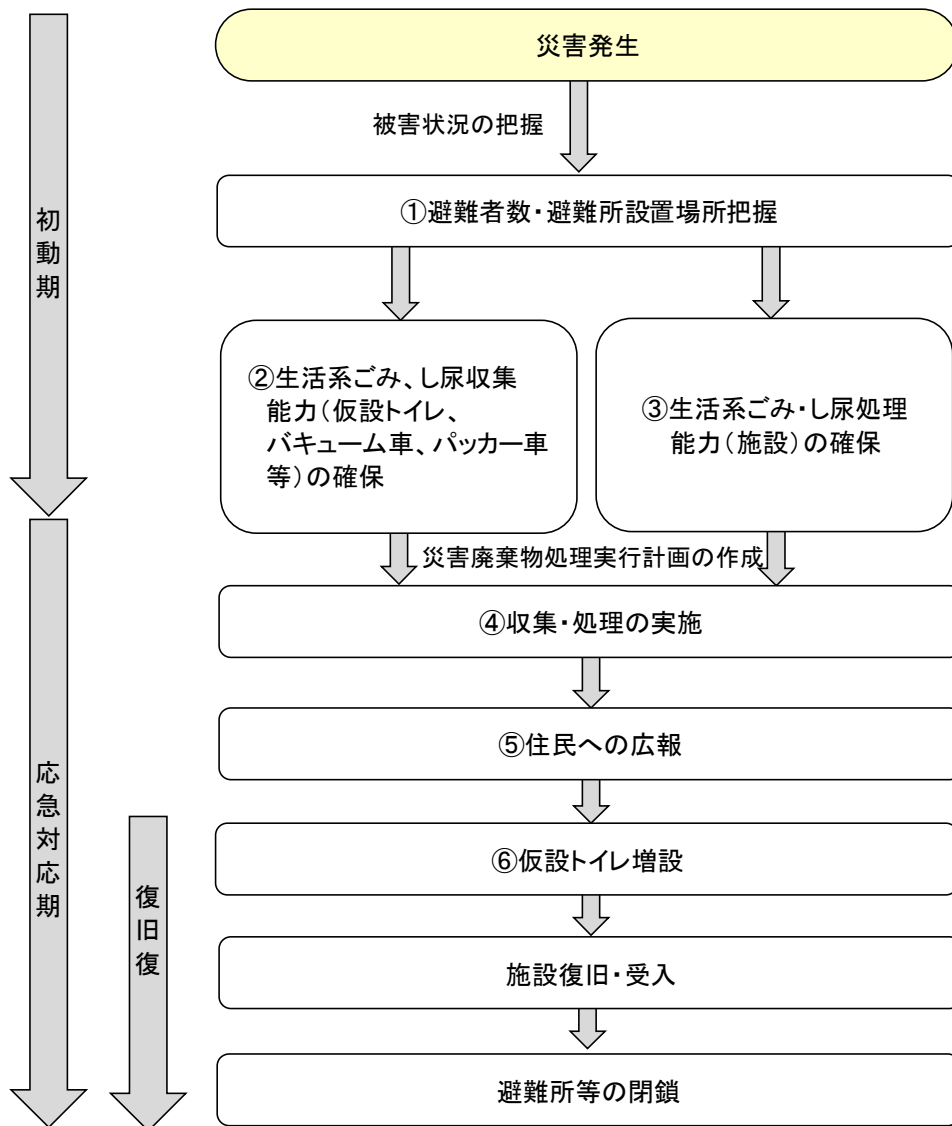 災害発生
被害状況の把握
①避難者数・避難所設置場所把握
初動期
②生活系ごみ、し尿収集
能力（仮設トイレ、
バキューム車、パッカー車
等）の確保
③生活系ごみ・し尿処理
能力（施設）の確保
災害廃棄物処理実行計画の作成
④収集・処理の実施
⑤住民への広報
応急対応期
⑥仮設トイレ増設
復旧復
施設復旧・受入
避難所等の閉鎖